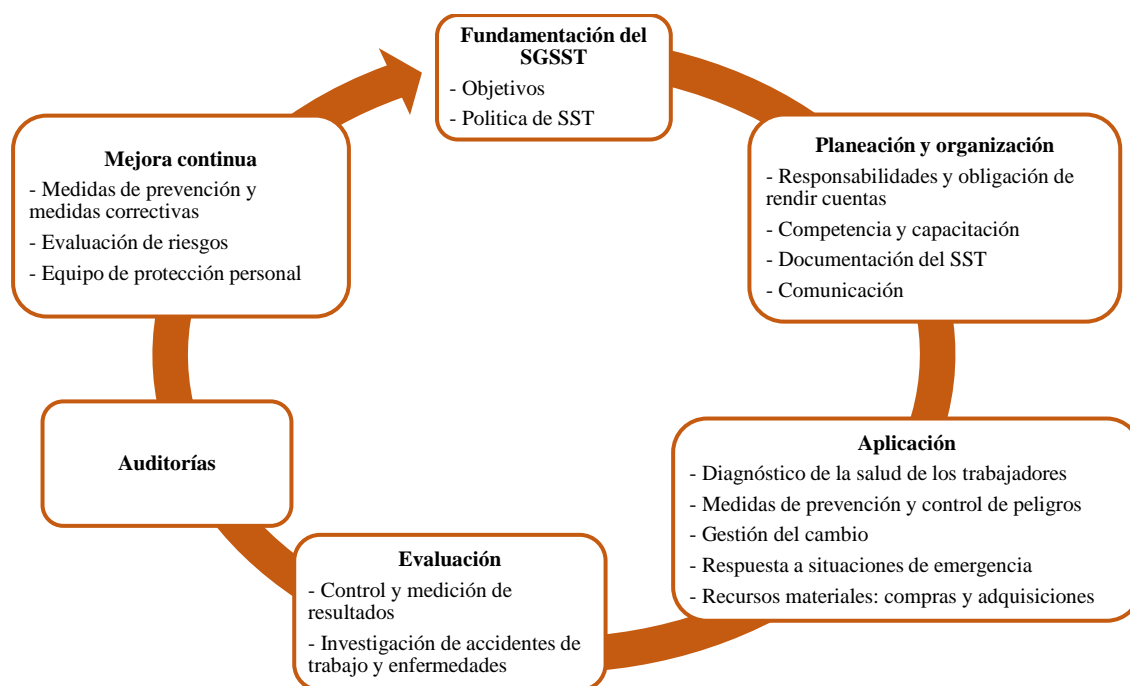 Fundamentación del
SGSST
- Objetivos
- Politica de SST
Planeación y organización
- Responsabilidades y obligación de
rendir cuentas
- Competencia y capacitación
- Documentación del SST
- Comunicación
Aplicación
- Diagnóstico de la salud de los trabajadores
- Medidas de prevención y control de peligros
- Gestión del cambio
- Respuesta a situaciones de emergencia
- Recursos materiales: compras y adquisiciones
Evaluación
- Control y medición de
resultados
- Investigación de accidentes de
trabajo y enfermedades
Auditorías
Mejora continua
- Medidas de prevención y
medidas correctivas
- Evaluación de riesgos
- Equipo de protección personal